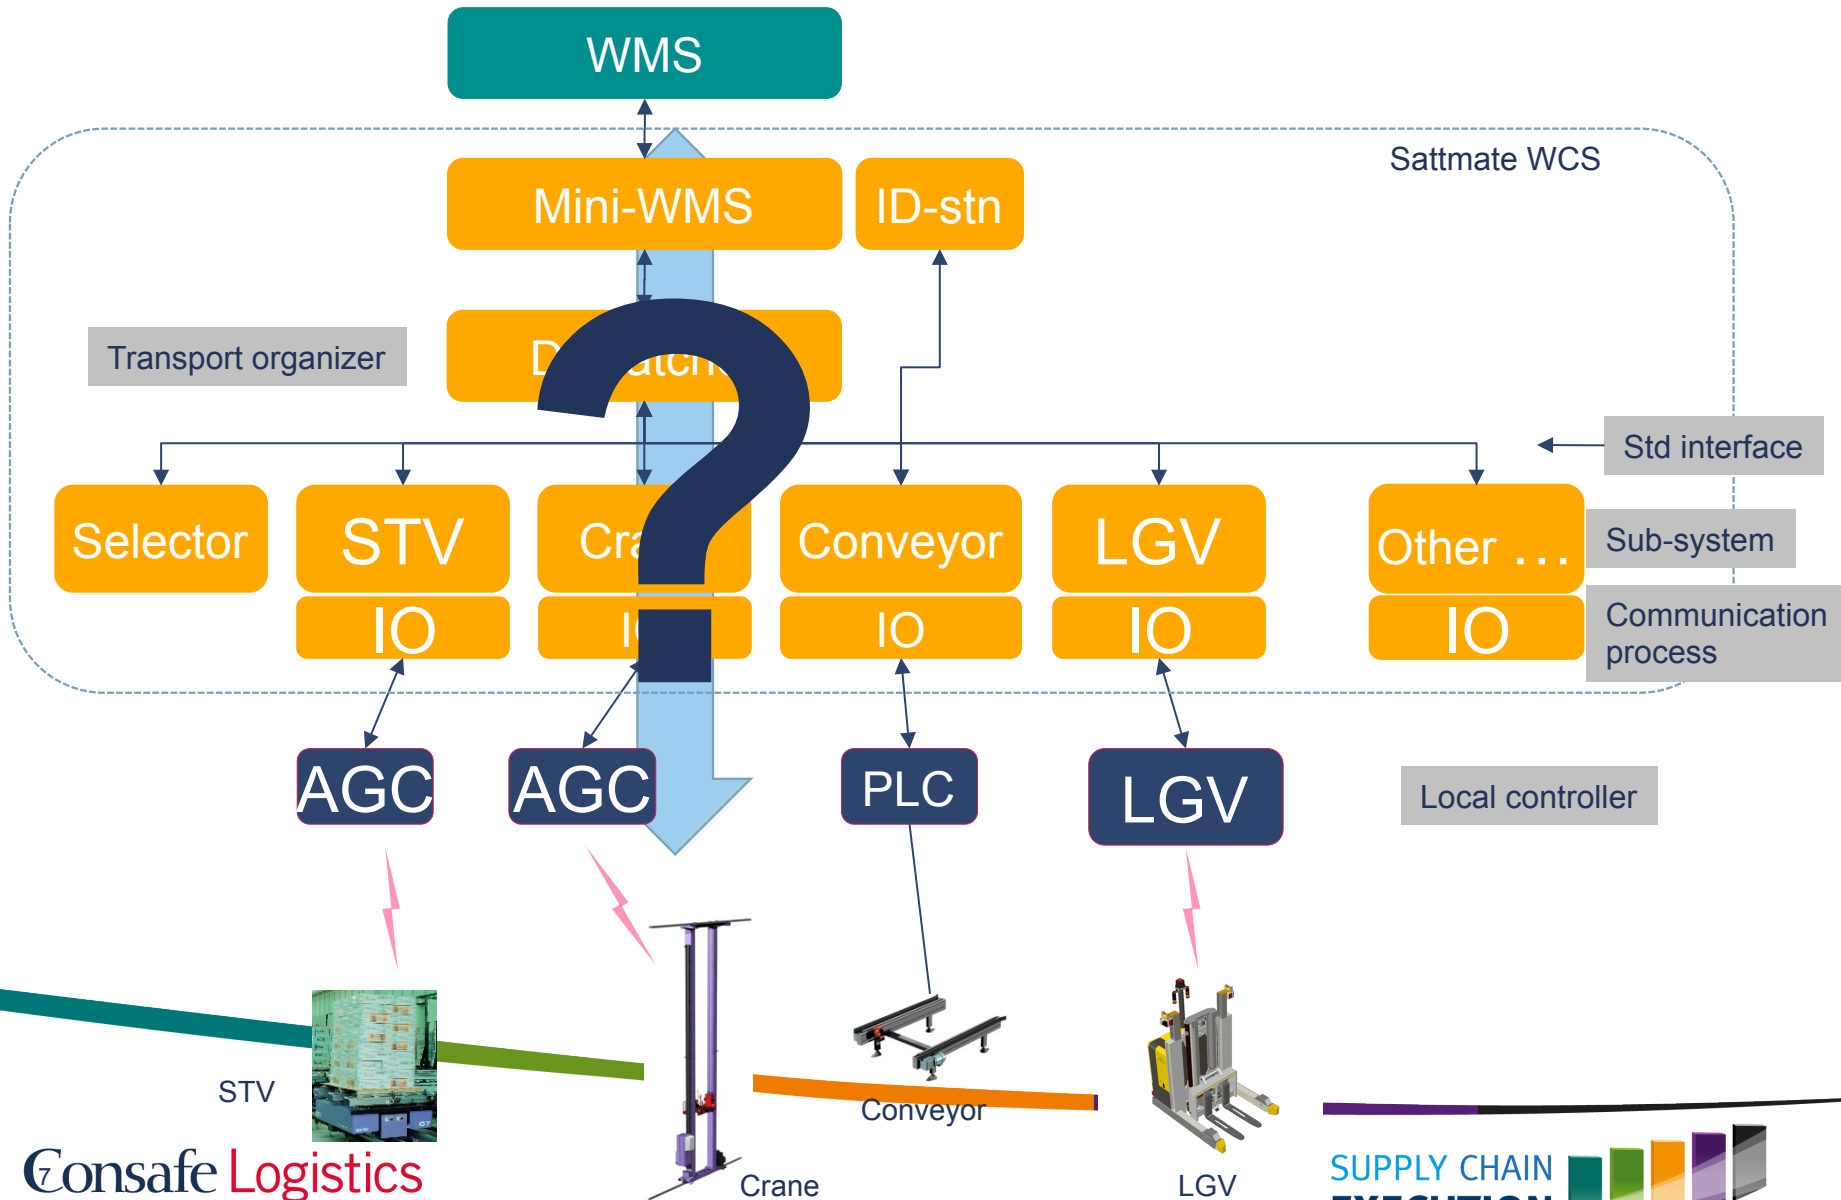 WMS
Sattmate WCS
Mini-WMS
ID-stn
Transport organizer
Std interface
Selector
STV
Conveyor
LGV
Other ...
Sub-system
IO
IO
IO
IO
Communication
process
AGC
AGC
PLC
LGV
Local controller
?
STV
Conveyor
Crane
LGV
7
Consafe Logistics
SUPPLY CHAIN
EXECUTION